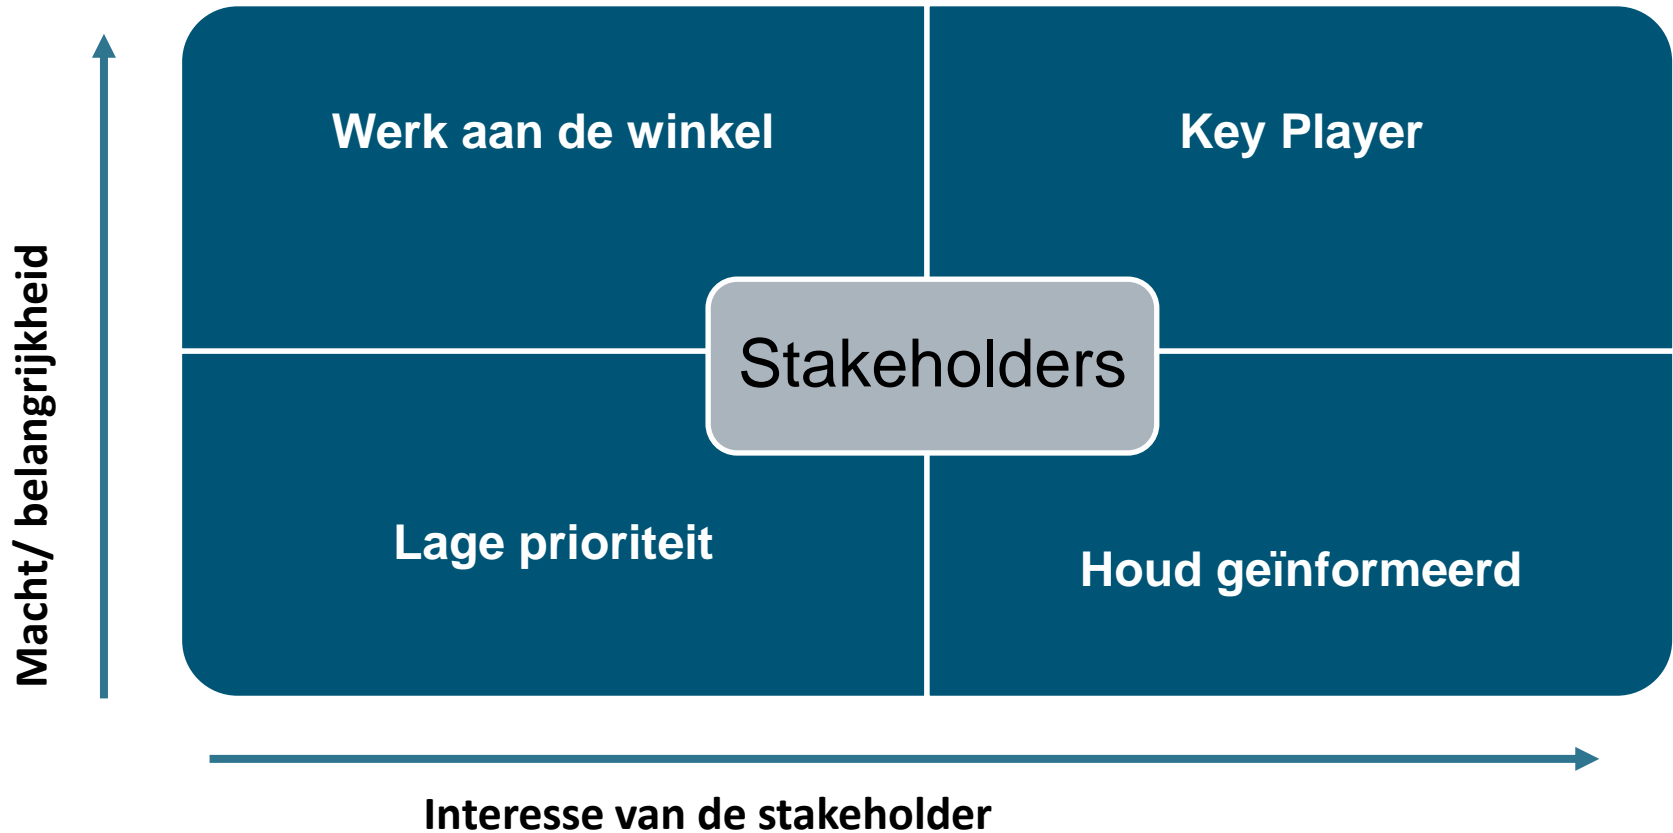 Werk aan de winkel
Key Player
Macht/ belangrijkheid
Stakeholders
Lage prioriteit
Houd geïnformeerd
Interesse van de stakeholder